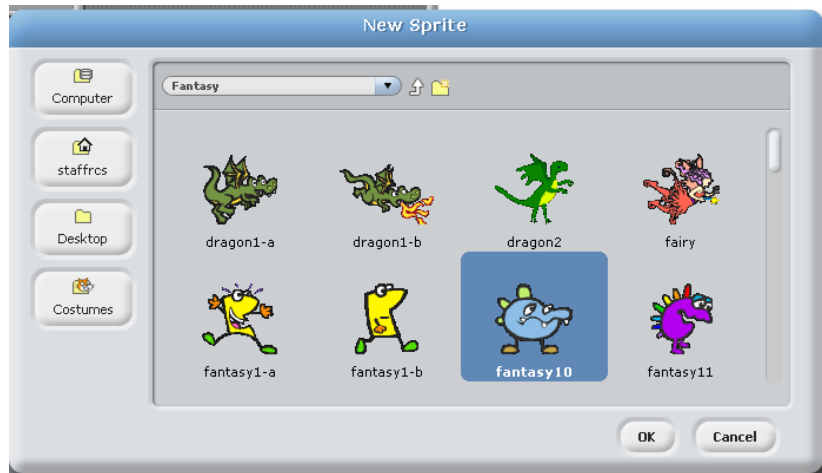 New Sprite
Computer
Fantasy
staffrcs
Desktop
Costumes
dragon1-a
dragon1-b
dragon2
fairy
fantasy1-a
fantasy1-b
fantasy10
fantasy11
OK
Cancel